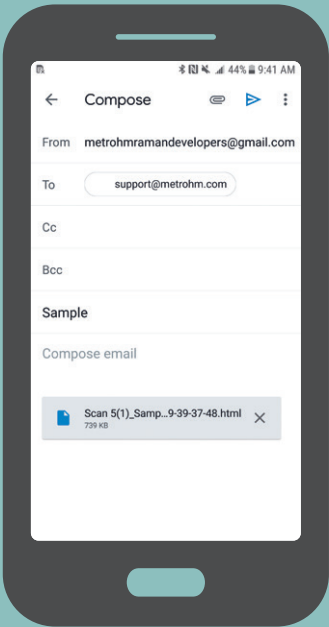 44% 9:41 AM
Compose
From metrohmramandevelopers@gmail.com
To support@metrohm.com
Cc
Bcc
Sample
Compose email
Scan 5(1)_Samp...9-39-37-48.html
739 KB